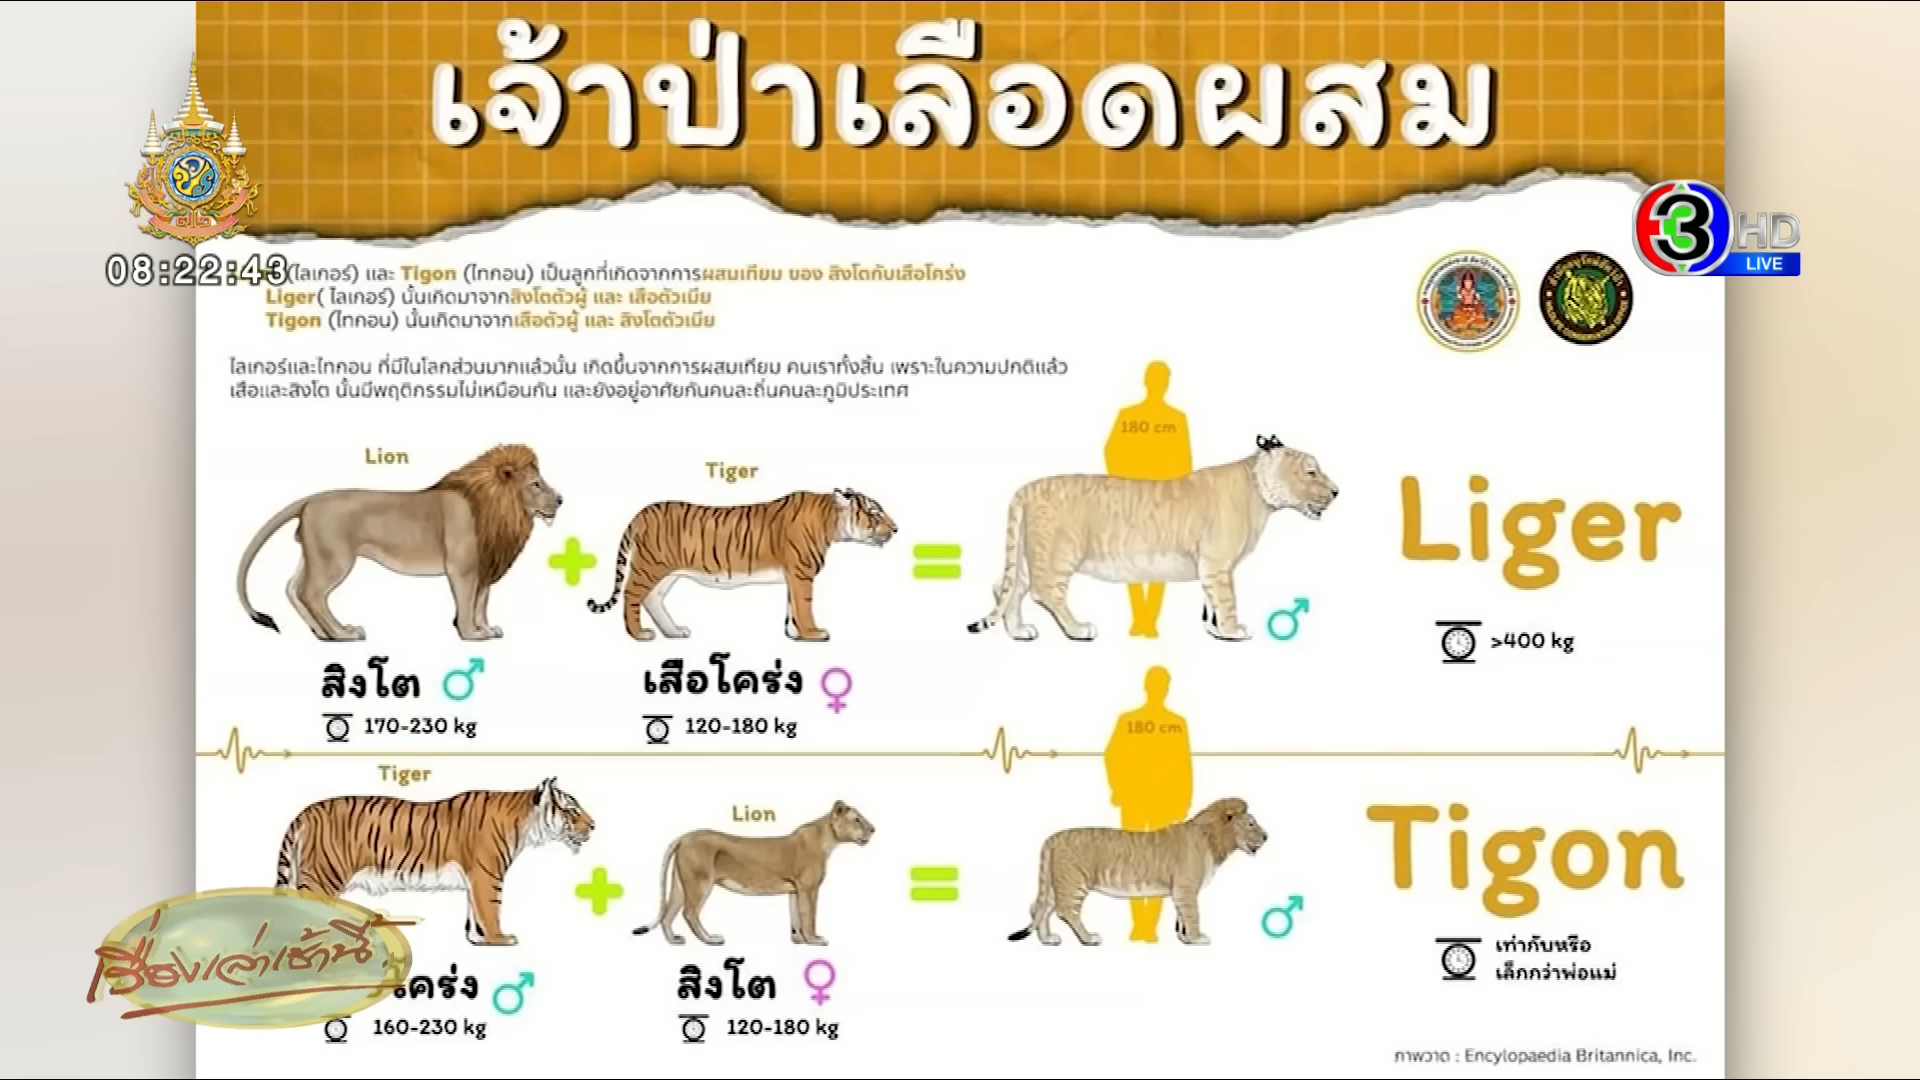 เจ้าป่าเลือดผสม
3 HD
LIVE
08:22:43
(ไลเกอร์) และ Tigon (ไทกอน) เป็นลูกที่เกิดจากการผสมเทียม ของ สิงโตกับเสือโคร่ง
Liger( ไลเกอร์) นั้นเกิดมาจากสิงโตตัวผู้ และ เสือตัวเมีย
Tigon (ไทกอน) นั้นเกิดมาจากเสือตัวผู้ และ สิงโตตัวเมีย
ไลเกอร์และไทกอน ที่มีในโลกส่วนมากแล้วนั้น เกิดขึ้นจากการผสมเทียม คนเราทั้งสิ้น เพราะในความปกติแล้ว
เสือและสิงโต นั้นมีพฤติกรรมไม่เหมือนกัน และยังอยู่อาศัยกันคนละถิ่นคนละภูมิประเทศ
180 cm
Lion
Tiger
Liger
>400 kg
สิงโต
เสือโคร่ง
170-230 kg
120-180 kg
180 cm
Tiger
Lion
Tigon
เท่ากับหรือ
เล็กกว่าพ่อแม่
เรื่องเล่าเช้านี้
โคร่ง
สิงโต
160-230 kg
120-180 kg
ภาพวาด : Encylopaedia Britannica, Inc.